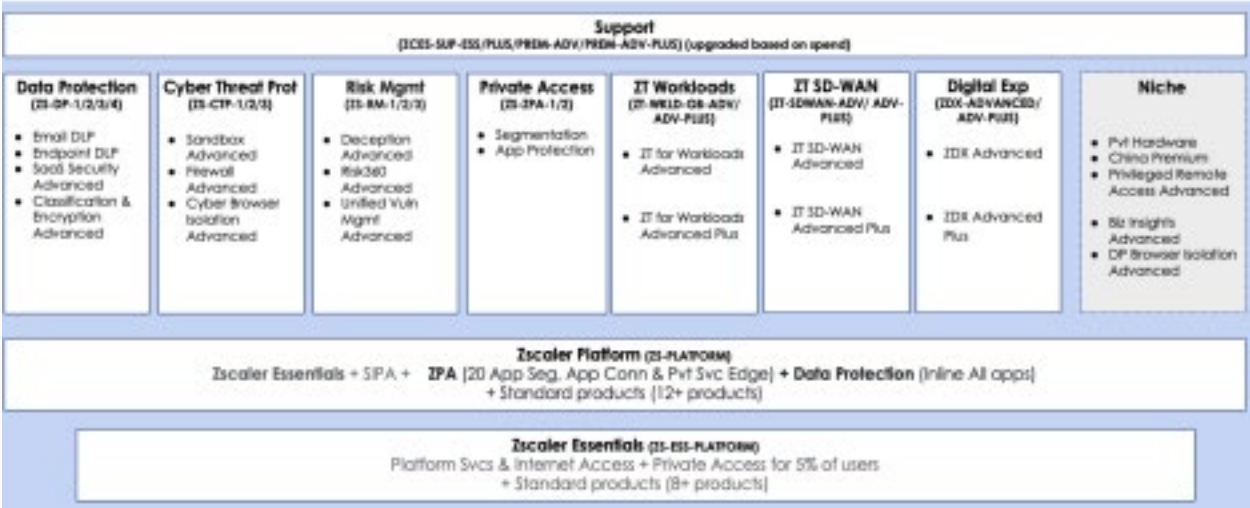 Support
(ZCES-SUP-ESS/PLUS/PREM-ADV/PREM-ADV-PLUS) (upgraded based on spend)
Data Protection
(ZS-DP-1/2/3/4)
• Email DLP
• Endpoint DLP
• SaaS Security
Advanced
• Classification &
Encryption
Advanced
Cyber Threat Prot
(ZS-CTP-1/2/3)
• Sandbox
Advanced
• Firewall
Advanced
• Cyber Browser
Isolation
Advanced
Risk Mgmt
(ZS-RM-1/2/3)
• Deception
Advanced
• Risk360
Advanced
• Unified Vuln
Mgmt
Advanced
Private Access
(ZS-ZPA-1/2)
• Segmentation
• App Protection
ZT Workloads
(ZT-WRLD-GB-ADV/
ADV-PLUS)
• ZT for Workloads
Advanced
• ZT for Workloads
Advanced Plus
ZT SD-WAN
(ZT-SDWAN-ADV/ ADV-
PLUS)
• ZT SD-WAN
Advanced
• ZT SD-WAN
Advanced Plus
Digital Exp
(ZDX-ADVANCED/
ADV-PLUS)
• ZDX Advanced
• ZDX Advanced
Plus
Niche
• Pvt Hardware
• China Premium
• Privileged Remote
Access Advanced
• Biz Insights
Advanced
• DP Browser Isolation
Advanced
Zscaler Platform (ZS-PLATFORM)
Zscaler Essentials + SIPA + ZPA (20 App Seg, App Conn & Pvt Svc Edge) + Data Protection (Inline All apps)
+ Standard products (12+ products)
Zscaler Essentials (ZS-ESS-PLATFORM)
Platform Svcs & Internet Access + Private Access for 5% of users
+ Standard products (8+ products)